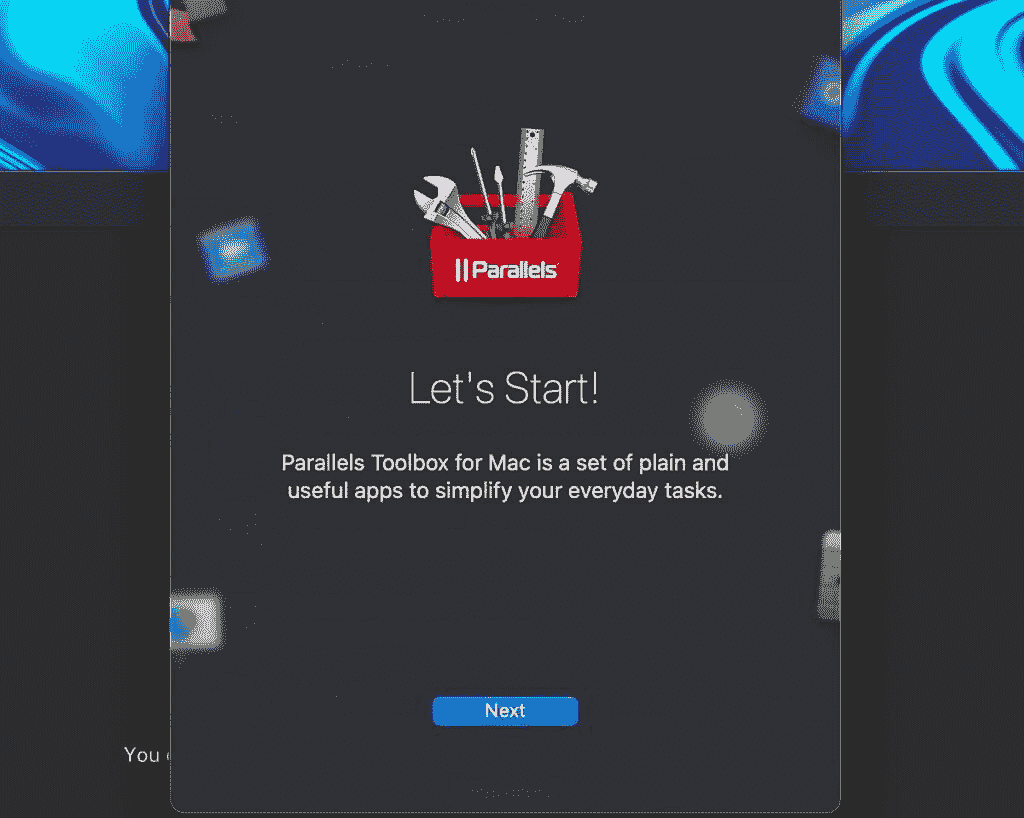 Parallels
Let's Start!
Parallels Toolbox for Mac is a set of plain and
useful apps to simplify your everyday tasks.
Next
You